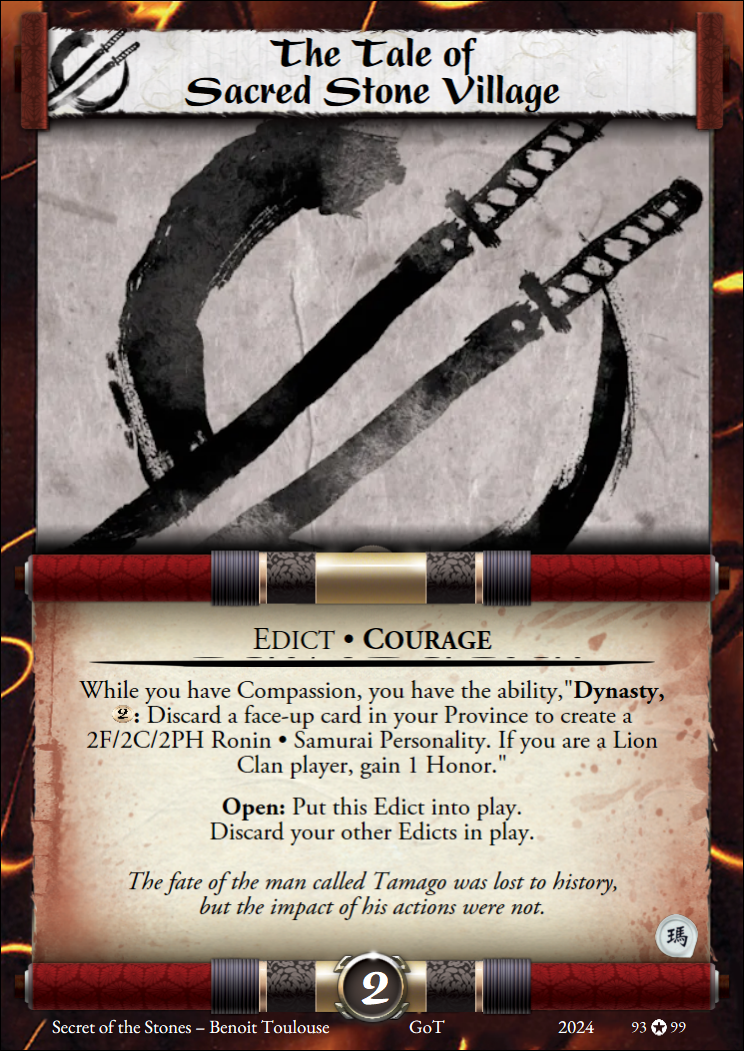 The Tale of
Sacred Stone Village
EDICT • COURAGE
While you have Compassion, you have the ability,"Dynasty,
2: Discard a face-up card in your Province to create a
2F/2C/2PH Ronin • Samurai Personality. If you are a Lion
Clan player, gain 1 Honor."
Open: Put this Edict into play.
Discard your other Edicts in play.
The fate of the man called Tamago was lost to history,
but the impact of his actions were not.
瑪
2
Secret of the Stones – Benoit Toulouse GoT 2024 93 ✪ 99